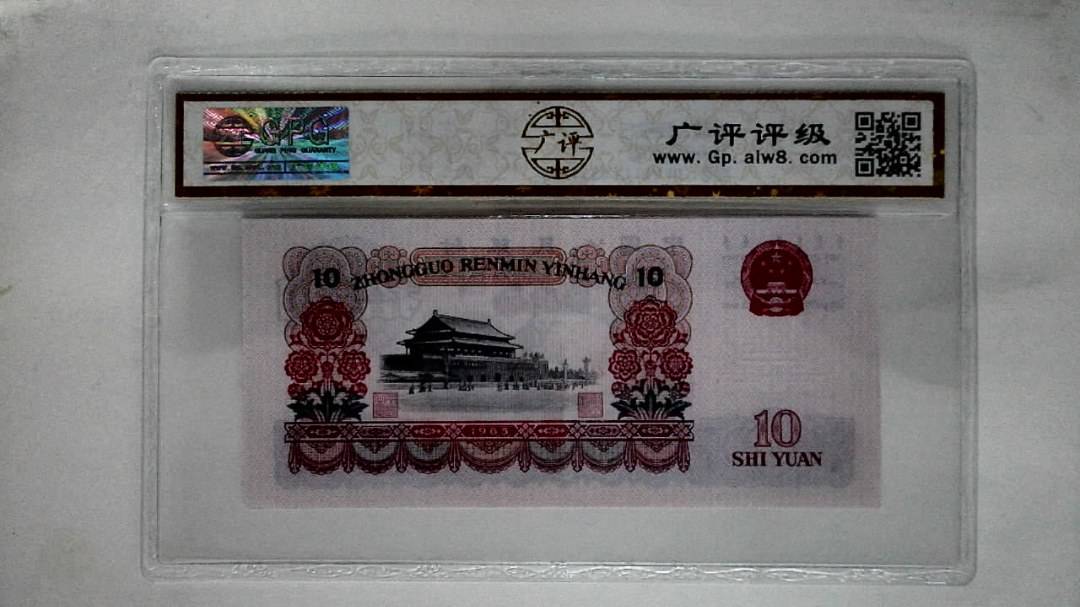 GPG
广评
广评评级
www. Gp. alw8. com
10 ZHONGGUO RENMIN YINHANG 10
1965
10
SHI YUAN